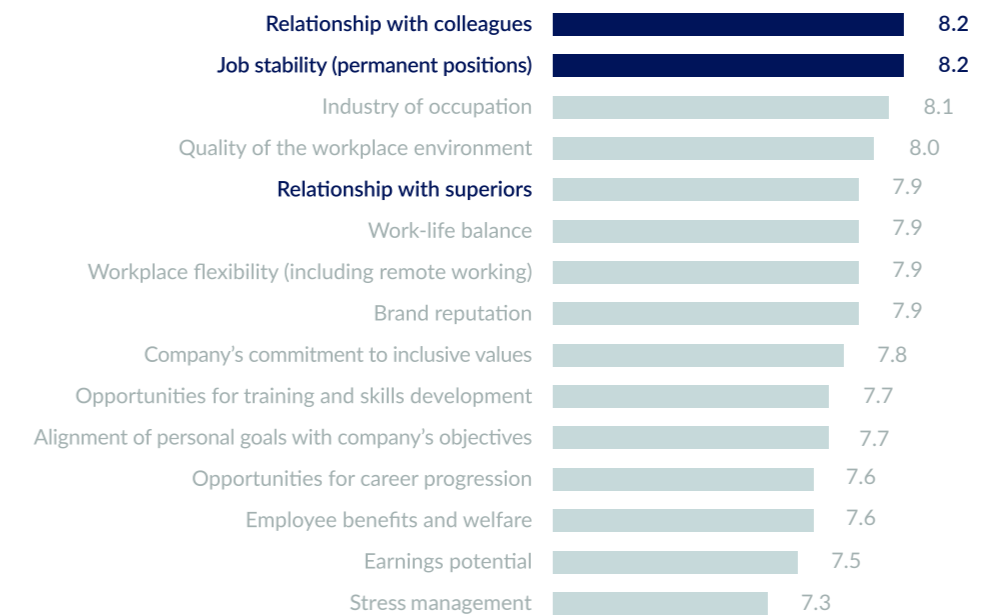 Relationship with colleagues 8.2
Job stability (permanent positions) 8.2
Industry of occupation 8.1
Quality of the workplace environment 8.0
Relationship with superiors 7.9
Work-life balance 7.9
Workplace flexibility (including remote working) 7.9
Brand reputation 7.9
Company’s commitment to inclusive values 7.8
Opportunities for training and skills development 7.7
Alignment of personal goals with company’s objectives 7.7
Opportunities for career progression 7.6
Employee benefits and welfare 7.6
Earnings potential 7.5
Stress management 7.3